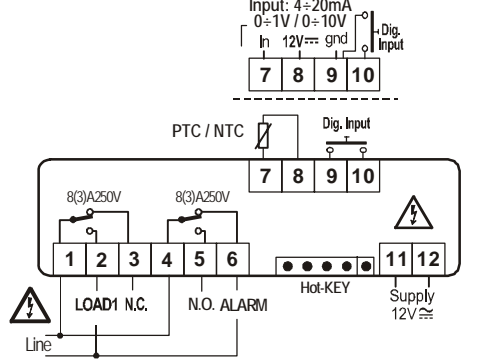 Input: 4÷20mA
0÷1V / 0÷10V
In 12V⎓ gnd
Dig.
Input
7 8 9 10
PTC / NTC
Dig. Input
7 8 9 10
8(3)A250V 8(3)A250V
1 2 3 4 5 6
11 12
LOAD1 N.C. N.O. ALARM
Hot-KEY
Supply
12V≃
Line